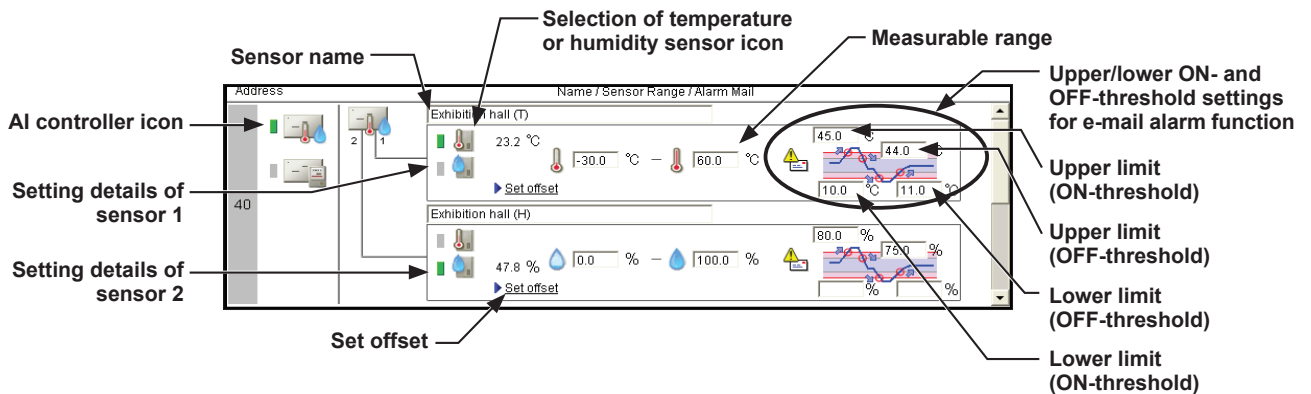 Selection of temperature
or humidity sensor icon
Sensor name
Measurable range
Upper/lower ON- and
OFF-threshold settings
for e-mail alarm function
Address
Name / Sensor Range / Alarm Mail
AI controller icon
2 1
Exhibition hall (T)
23.2 °C
-30.0 °C – 60.0 °C
45.0 °C
44.0 °C
10.0 °C 11.0 °C
Set offset
Upper limit
(ON-threshold)
Setting details of
sensor 1
40
Exhibition hall (H)
Upper limit
(OFF-threshold)
47.8 %
0.0 % – 100.0 %
80.0 %
75.0 %
% %
Set offset
Setting details of
sensor 2
Lower limit
(OFF-threshold)
Set offset
Lower limit
(ON-threshold)